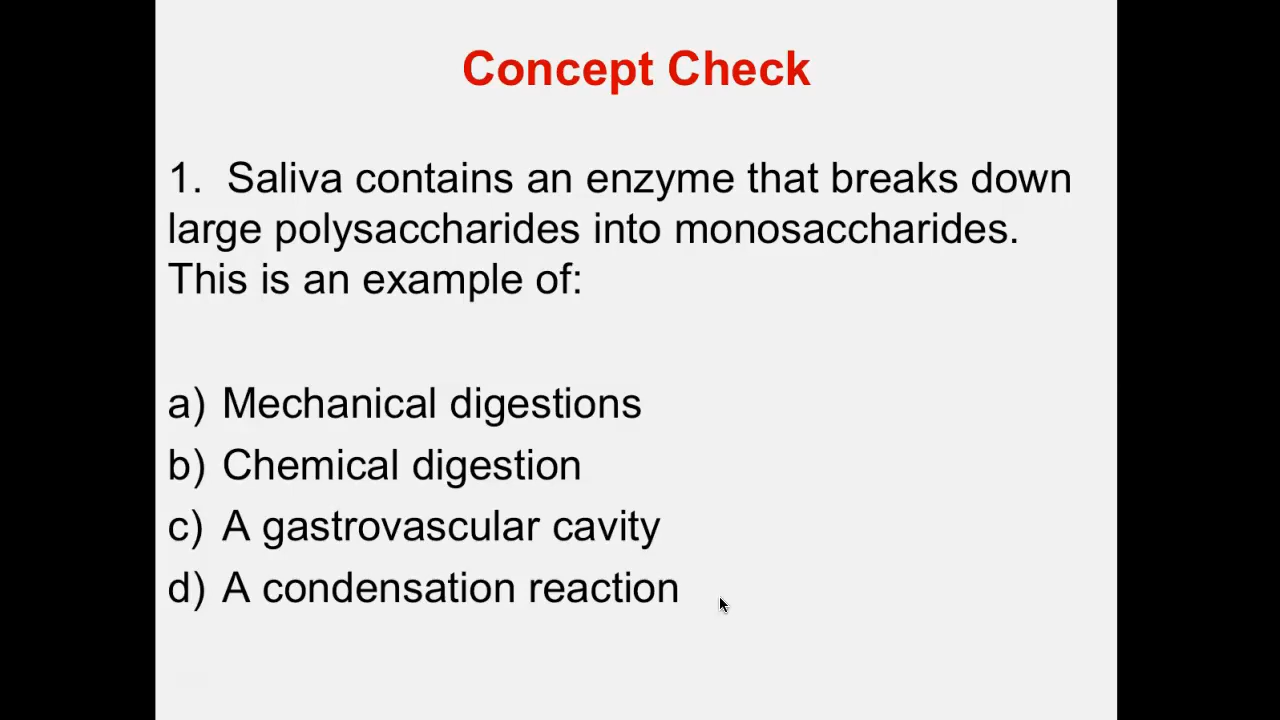 Concept Check
1. Saliva contains an enzyme that breaks down
large polysaccharides into monosaccharides.
This is an example of:
a) Mechanical digestions
b) Chemical digestion
c) A gastrovascular cavity
d) A condensation reaction